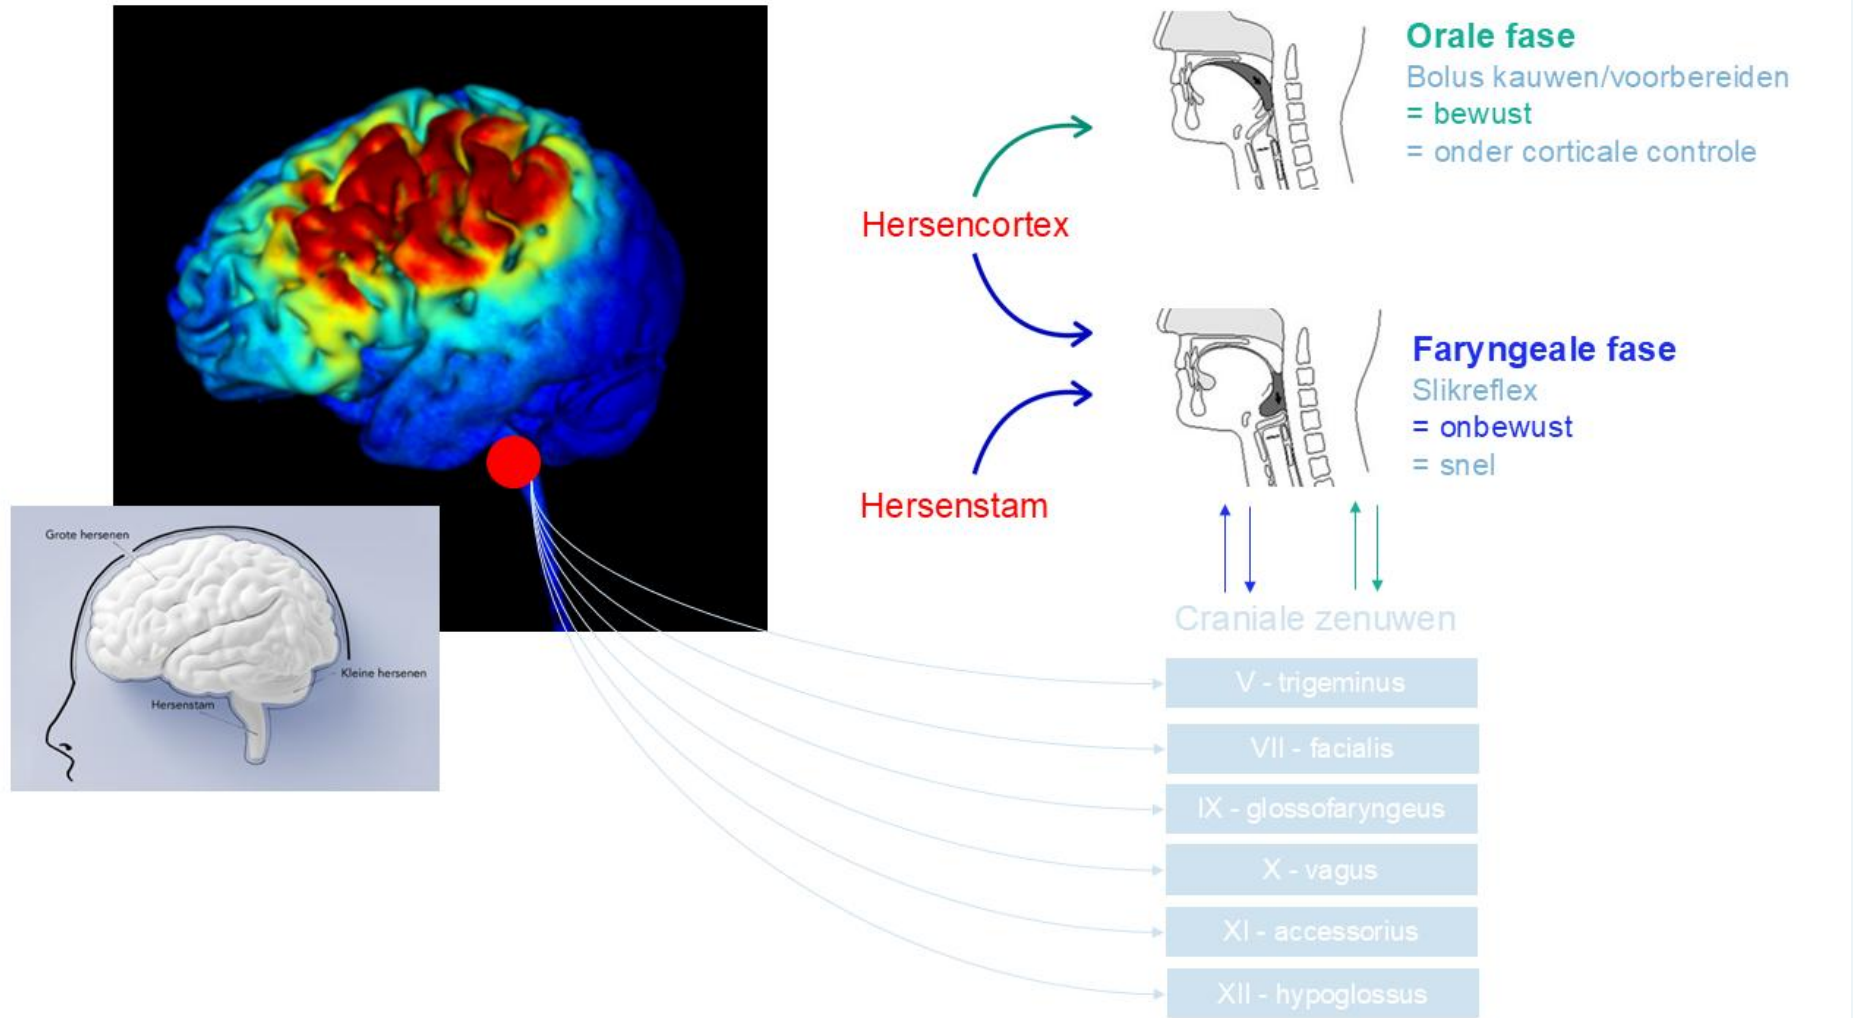 Orale fase
Bolus kauwen/voorbereiden
= bewust
= onder corticale controle
Hersencortex
Faryngeale fase
Slikreflex
= onbewust
= snel
Hersenstam
Grote hersenen
Kleine hersenen
Hersenstam
Craniale zenuwen
V - trigeminus
VII - facialis
IX - glossofaryngeus
X - vagus
XI - accessorius
XII - hypoglossus